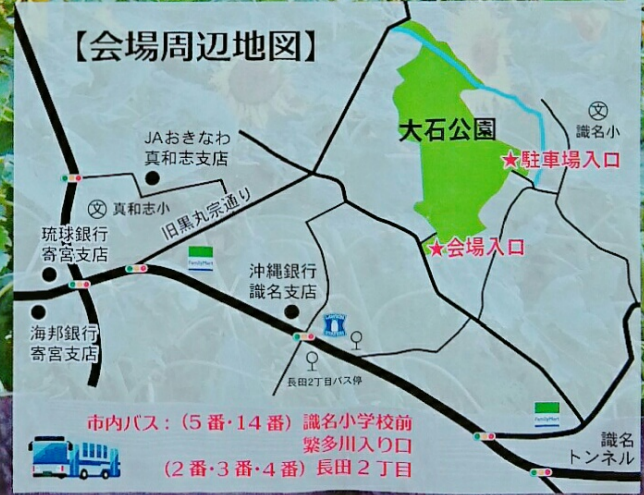 【会場周辺地図】
大石公園
文
識名小
★駐車場入口
JAおきなわ
真和志支店
文 真和志小
旧黒丸宗通り
琉球銀行
寄宮支店
FamilyMart
★会場入口
沖縄銀行
識名支店
LAWSON
海邦銀行
寄宮支店
長田2丁目バス停
FamilyMart
市内バス：（5番・14番）識名小学校前
繁多川入り口
（2番・3番・4番）長田2丁目
識名
トンネル